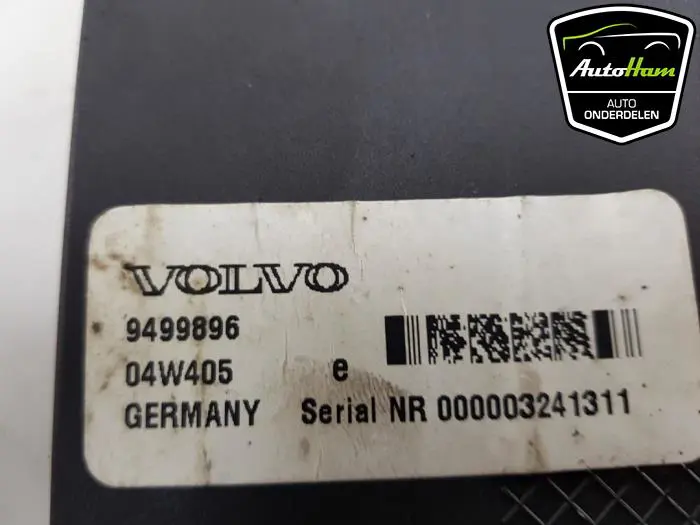 AutoHam
AUTO
ONDERDELEN
VOLVO
9499896
04W405 e
GERMANY Serial NR 000003241311